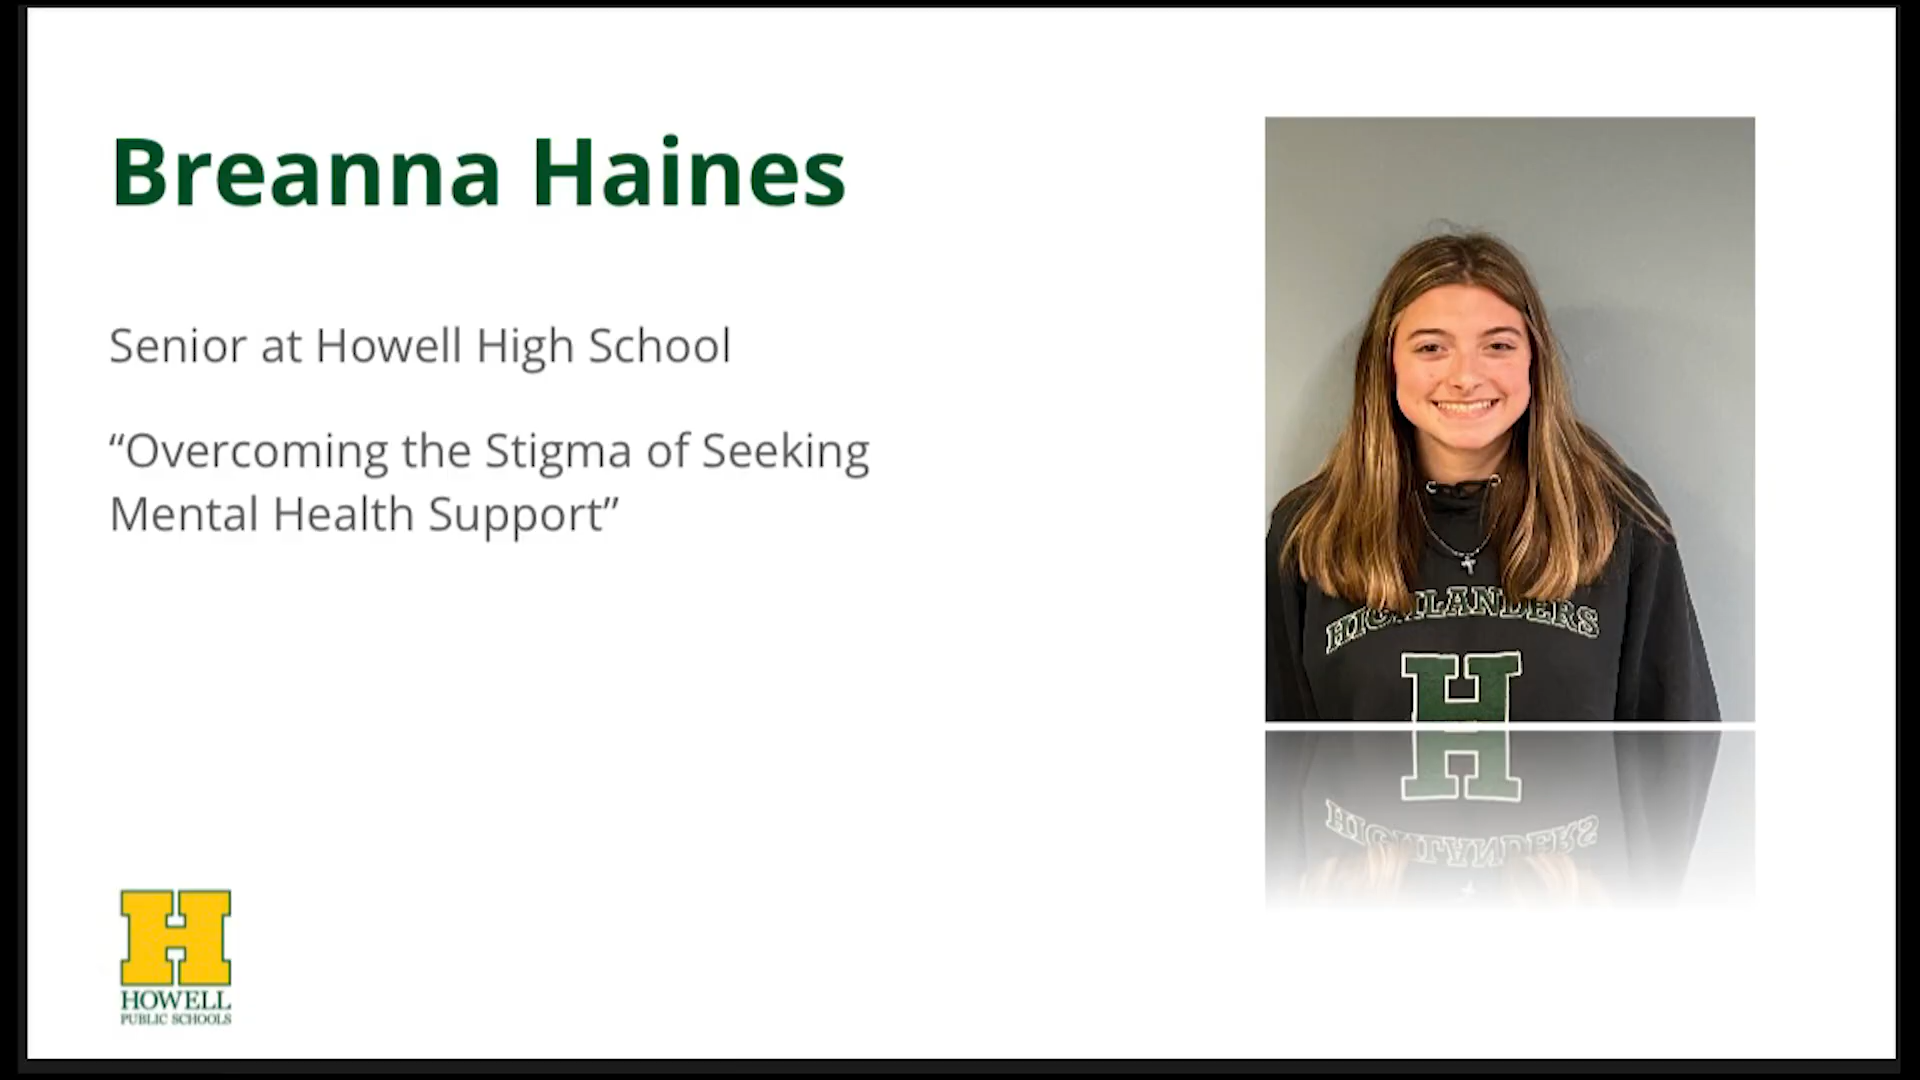 Breanna Haines
Senior at Howell High School
“Overcoming the Stigma of Seeking
Mental Health Support”
HIGHLANDERS
H
H
HOWELL
PUBLIC SCHOOLS